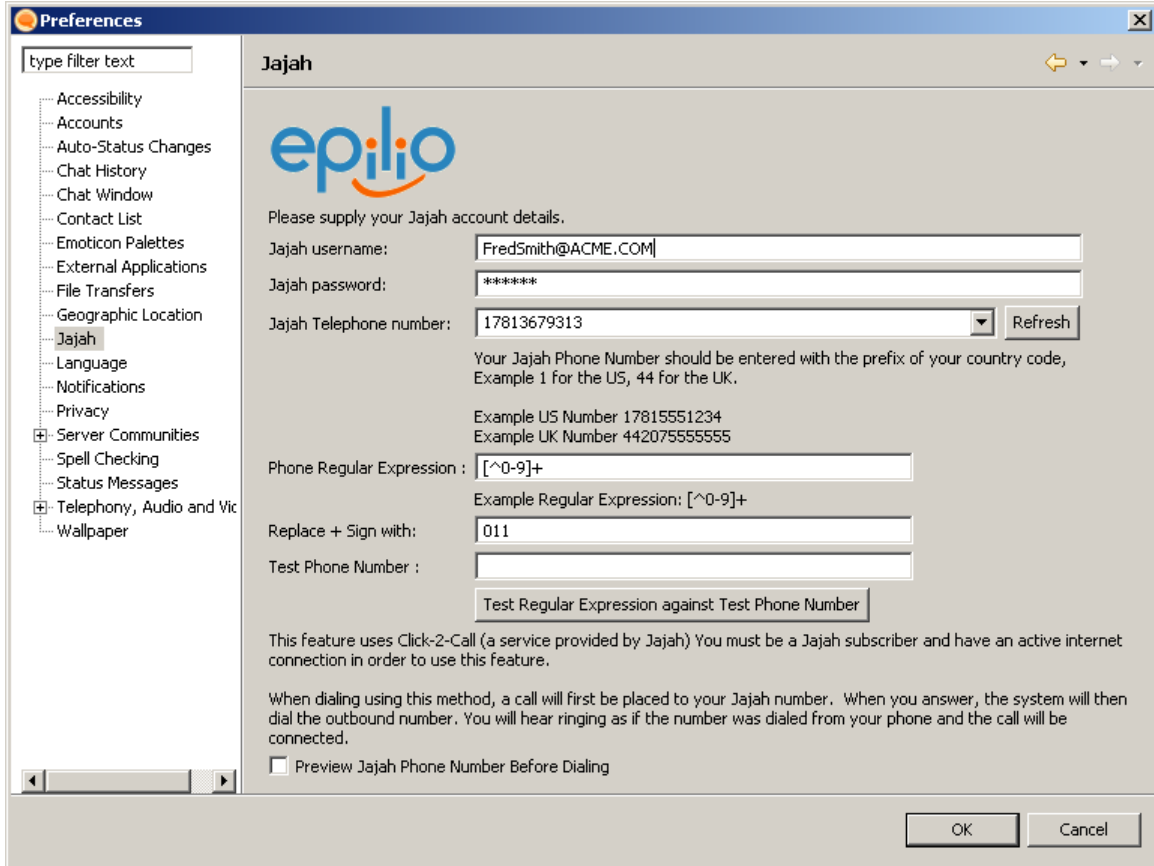 Preferences
type filter text
Accessibility
Accounts
Auto-Status Changes
Chat History
Chat Window
Contact List
Emoticon Palettes
External Applications
File Transfers
Geographic Location
Jajah
Language
Notifications
Privacy
Server Communities
Spell Checking
Status Messages
Telephony, Audio and Vic
Wallpaper
Jajah
epilio
Please supply your Jajah account details.
Jajah username: FredSmith@ACME.COM
Jajah password: ******
Jajah Telephone number: 17813679313 Refresh
Your Jajah Phone Number should be entered with the prefix of your country code,
Example 1 for the US, 44 for the UK.
Example US Number 17815551234
Example UK Number 442075555555
Phone Regular Expression : [^0-9]+
Example Regular Expression: [^0-9]+
Replace + Sign with: 011
Test Phone Number :
Test Regular Expression against Test Phone Number
This feature uses Click-2-Call (a service provided by Jajah) You must be a Jajah subscriber and have an active internet
connection in order to use this feature.
When dialing using this method, a call will first be placed to your Jajah number. When you answer, the system will then
dial the outbound number. You will hear ringing as if the number was dialed from your phone and the call will be
connected.
Preview Jajah Phone Number Before Dialing
OK Cancel